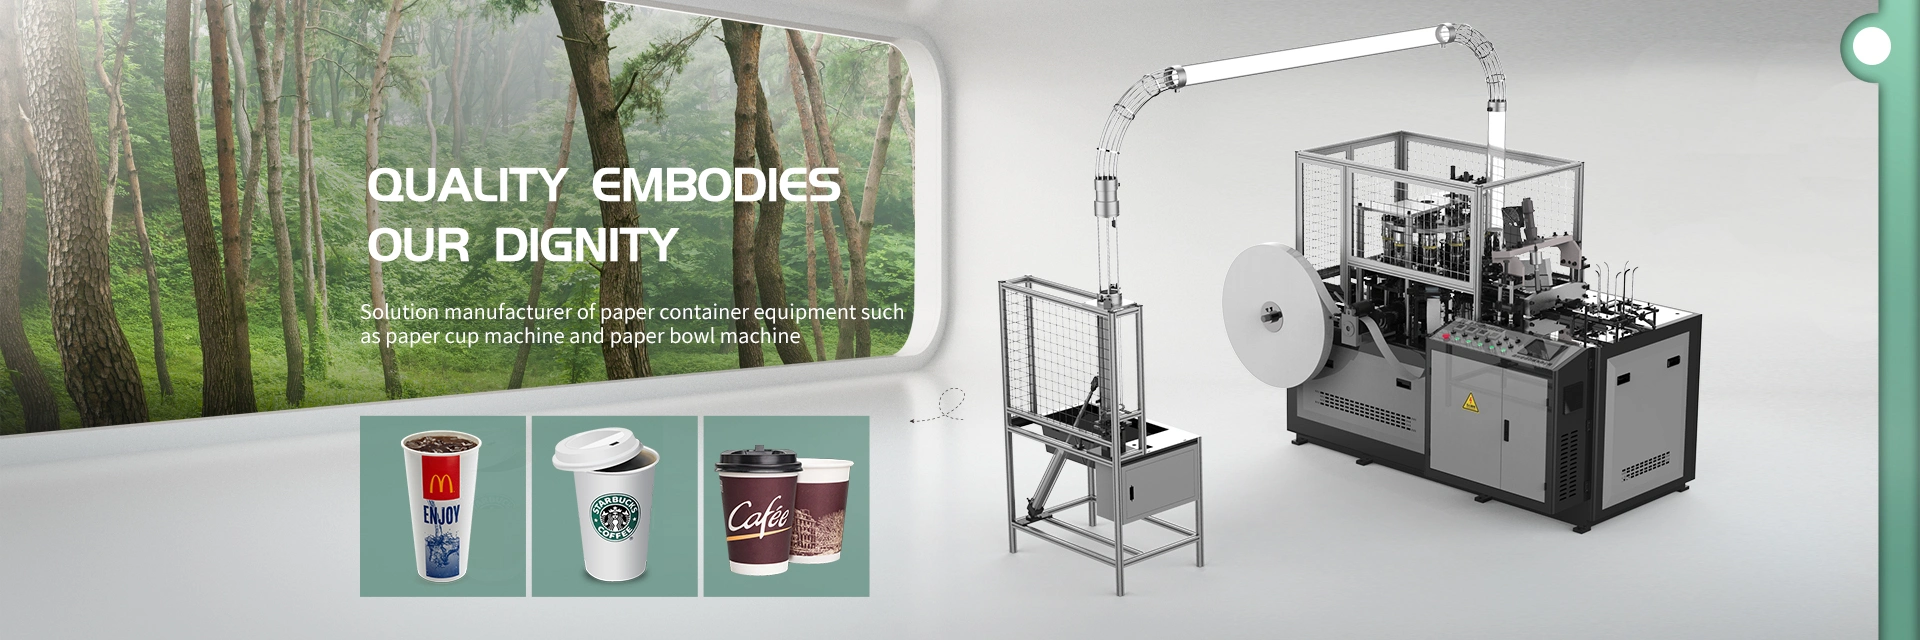 QUALITY EMBODIES
OUR DIGNITY
Solution manufacturer of paper container equipment such
as paper cup machine and paper bowl machine
ENJOY
STARBUCKS
COFFEE
Cafée